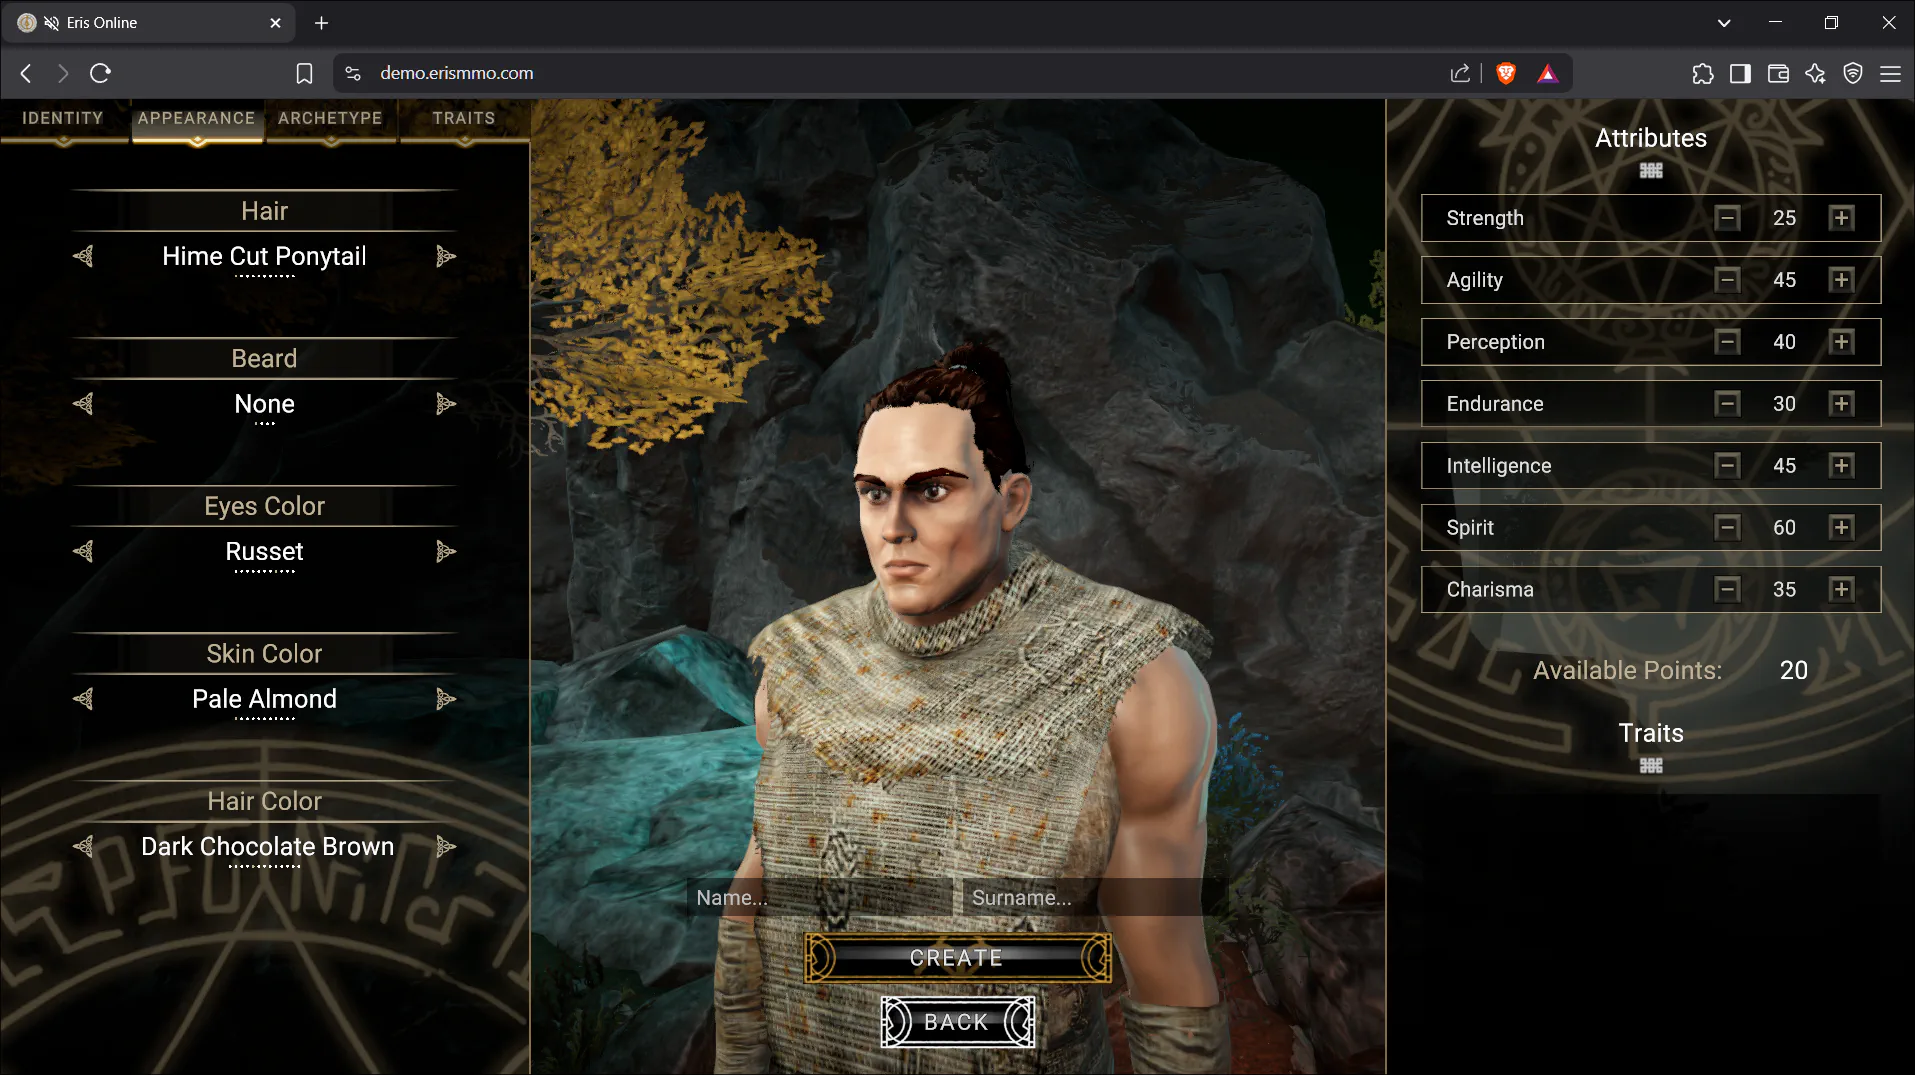 Eris Online
demo.erismmo.com
IDENTITY
APPEARANCE
ARCHETYPE
TRAITS
Hair
Hime Cut Ponytail
Beard
None
Eyes Color
Russet
Skin Color
Pale Almond
Hair Color
Dark Chocolate Brown
Name...
Surname...
CREATE
BACK
Attributes
Strength 25
Agility 45
Perception 40
Endurance 30
Intelligence 45
Spirit 60
Charisma 35
Available Points: 20
Traits